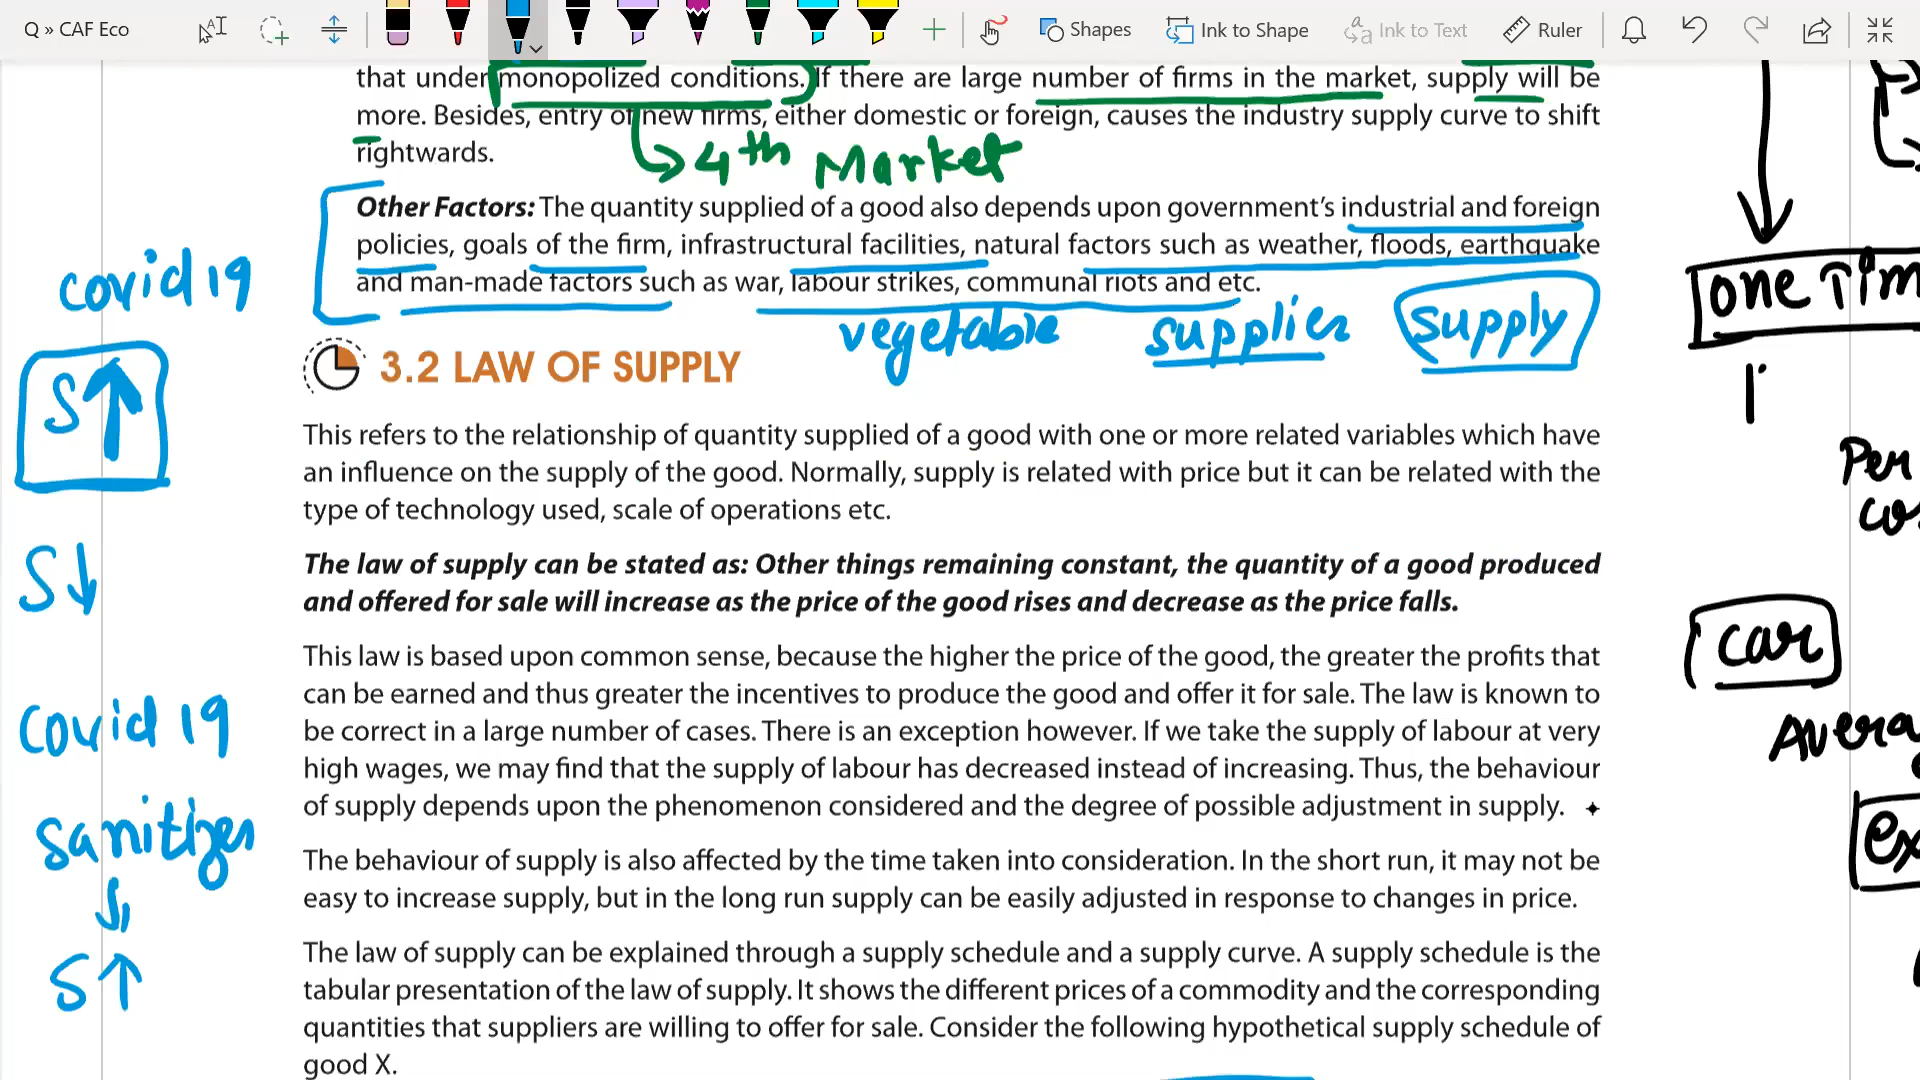 Q » CAF Eco
Shapes
Ink to Shape
Ink to Text
Ruler
that under monopolized conditions. If there are large number of firms in the market, supply will be
more. Besides, entry of new firms, either domestic or foreign, causes the industry supply curve to shift
rightwards.
4th Market
Other Factors: The quantity supplied of a good also depends upon government's industrial and foreign
policies, goals of the firm, infrastructural facilities, natural factors such as weather, floods, earthquake
and man-made factors such as war, labour strikes, communal riots and etc.
covid 19
vegetable supplier supply
one Tim
3.2 LAW OF SUPPLY
S↑
This refers to the relationship of quantity supplied of a good with one or more related variables which have
an influence on the supply of the good. Normally, supply is related with price but it can be related with the
type of technology used, scale of operations etc.
Per
co
S↓
The law of supply can be stated as: Other things remaining constant, the quantity of a good produced
and offered for sale will increase as the price of the good rises and decrease as the price falls.
car
This law is based upon common sense, because the higher the price of the good, the greater the profits that
can be earned and thus greater the incentives to produce the good and offer it for sale. The law is known to
be correct in a large number of cases. There is an exception however. If we take the supply of labour at very
high wages, we may find that the supply of labour has decreased instead of increasing. Thus, the behaviour
of supply depends upon the phenomenon considered and the degree of possible adjustment in supply.
covid 19
Avera
sanitizer
ex
S↑
The behaviour of supply is also affected by the time taken into consideration. In the short run, it may not be
easy to increase supply, but in the long run supply can be easily adjusted in response to changes in price.
The law of supply can be explained through a supply schedule and a supply curve. A supply schedule is the
tabular presentation of the law of supply. It shows the different prices of a commodity and the corresponding
quantities that suppliers are willing to offer for sale. Consider the following hypothetical supply schedule of
good X.